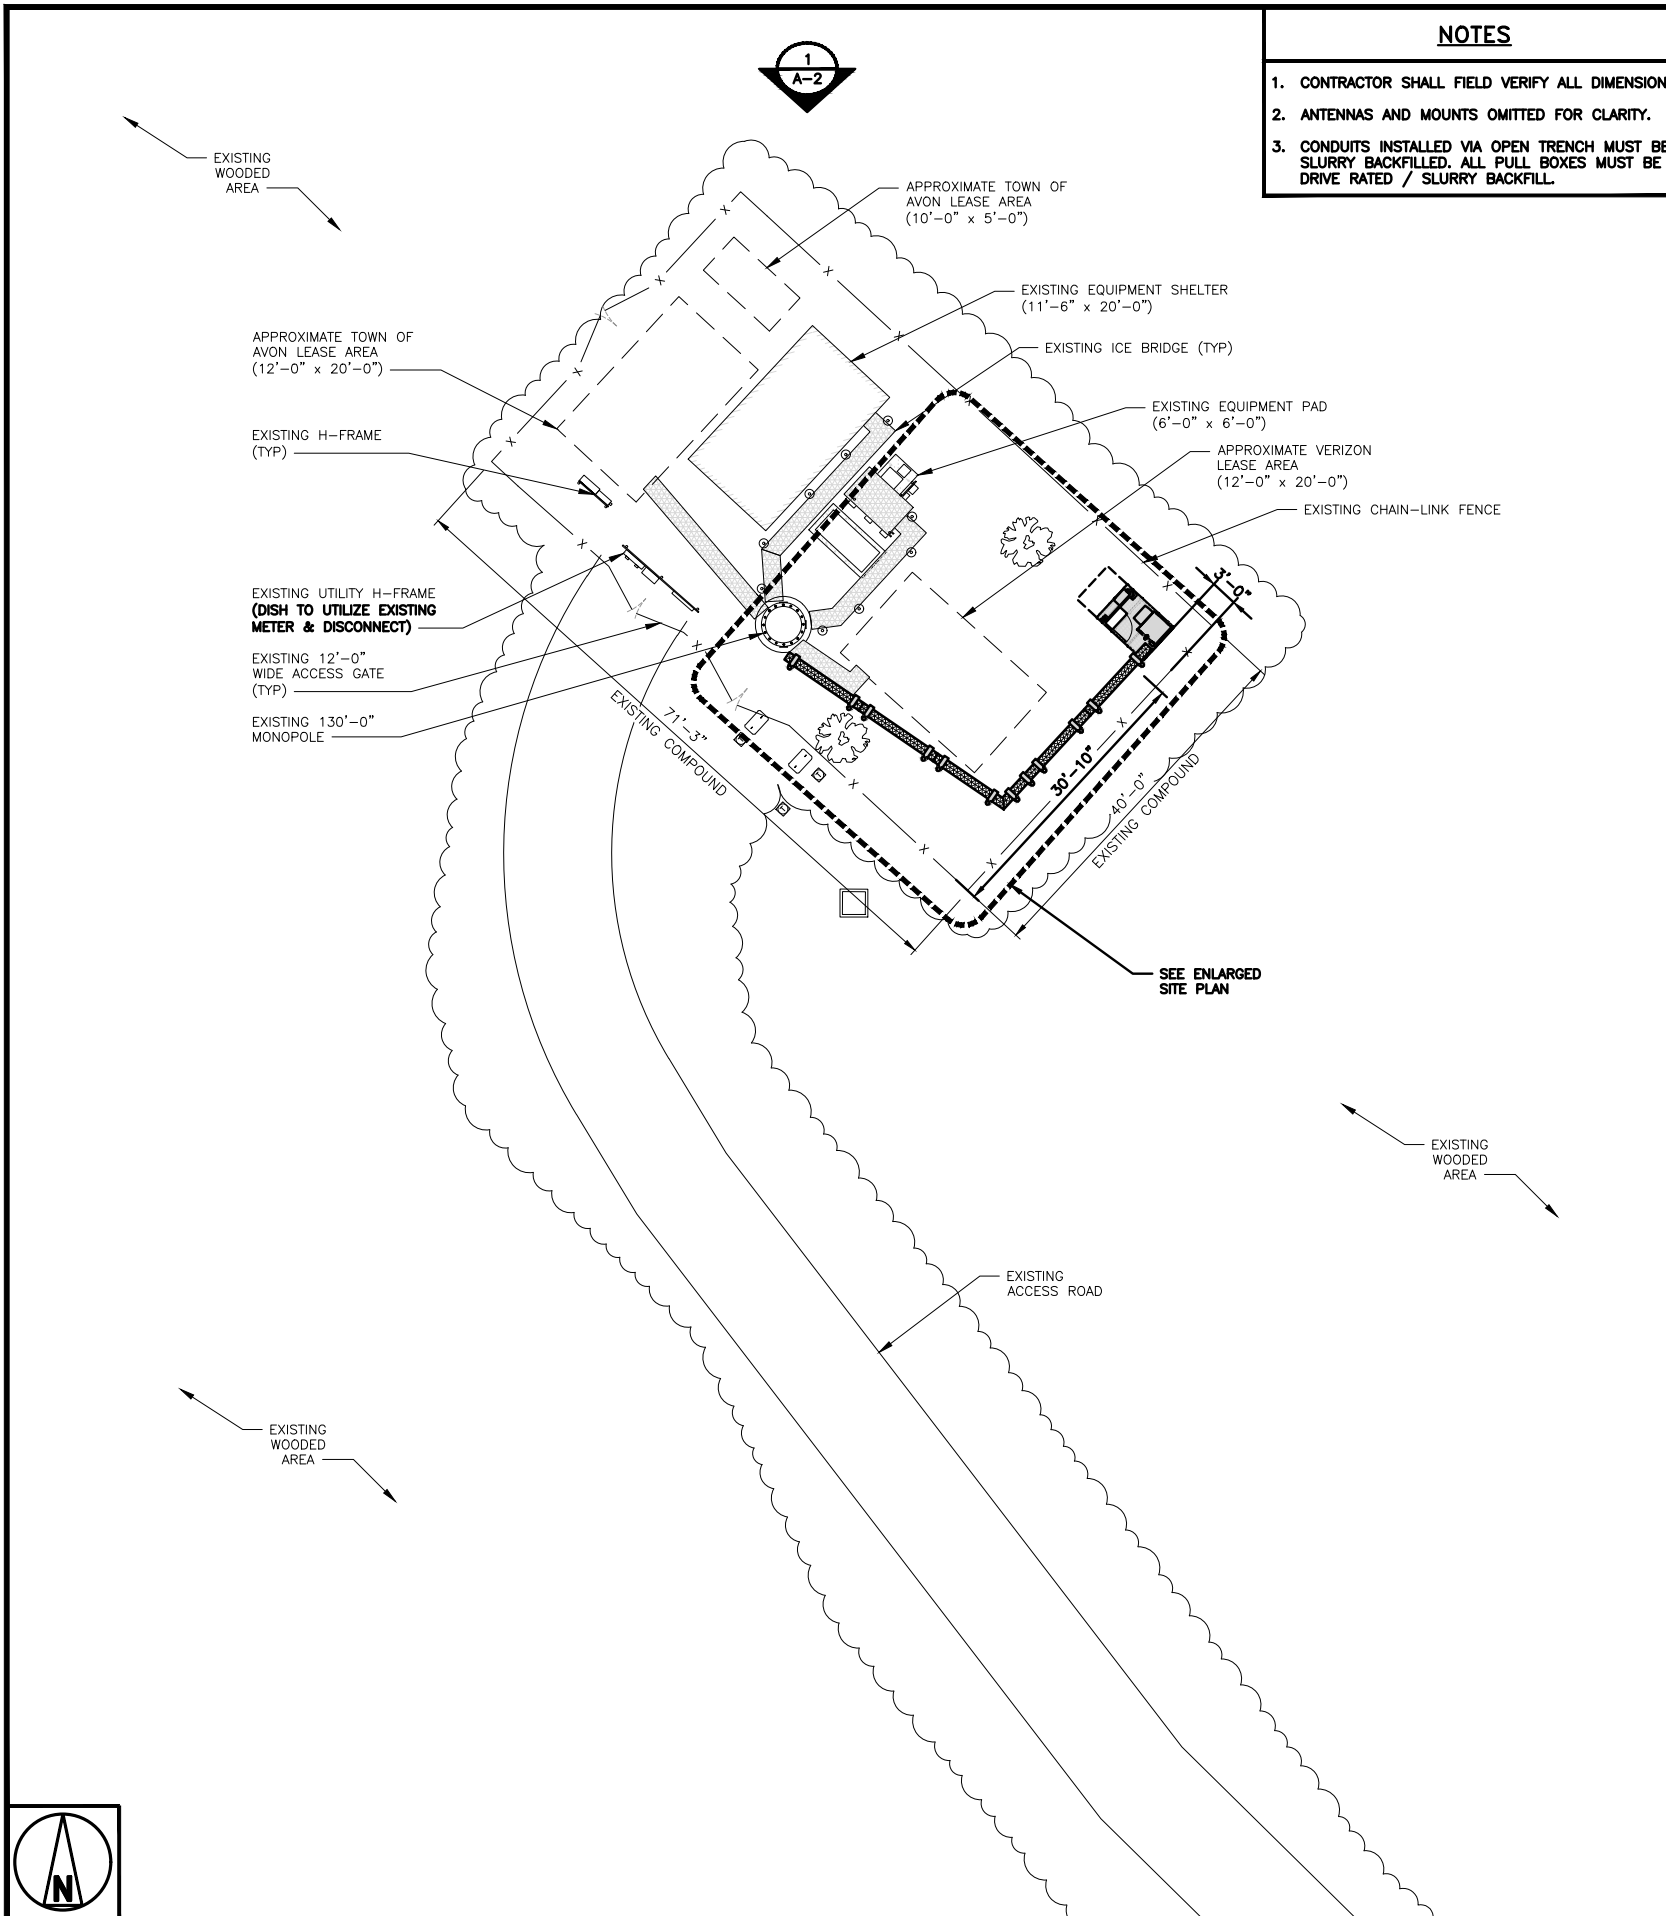 1
A-2
NOTES
1. CONTRACTOR SHALL FIELD VERIFY ALL DIMENSION
2. ANTENNAS AND MOUNTS OMITTED FOR CLARITY.
3. CONDUITS INSTALLED VIA OPEN TRENCH MUST BE
SLURRY BACKFILLED. ALL PULL BOXES MUST BE
DRIVE RATED / SLURRY BACKFILL.
EXISTING
WOODED
AREA
APPROXIMATE TOWN OF
AVON LEASE AREA
(10'-0" x 5'-0")
EXISTING EQUIPMENT SHELTER
(11'-6" x 20'-0")
EXISTING ICE BRIDGE (TYP)
EXISTING EQUIPMENT PAD
(6'-0" x 6'-0")
APPROXIMATE VERIZON
LEASE AREA
(12'-0" x 20'-0")
EXISTING CHAIN-LINK FENCE
APPROXIMATE TOWN OF
AVON LEASE AREA
(12'-0" x 20'-0")
EXISTING H-FRAME
(TYP)
EXISTING UTILITY H-FRAME
(DISH TO UTILIZE EXISTING
METER & DISCONNECT)
EXISTING 12'-0"
WIDE ACCESS GATE
(TYP)
EXISTING 130'-0"
MONOPOLE
71'-3"
EXISTING COMPOUND
3'-0"
30'-10"
40'-0"
EXISTING COMPOUND
SEE ENLARGED
SITE PLAN
EXISTING
WOODED
AREA
EXISTING
ACCESS ROAD
EXISTING
WOODED
AREA
N